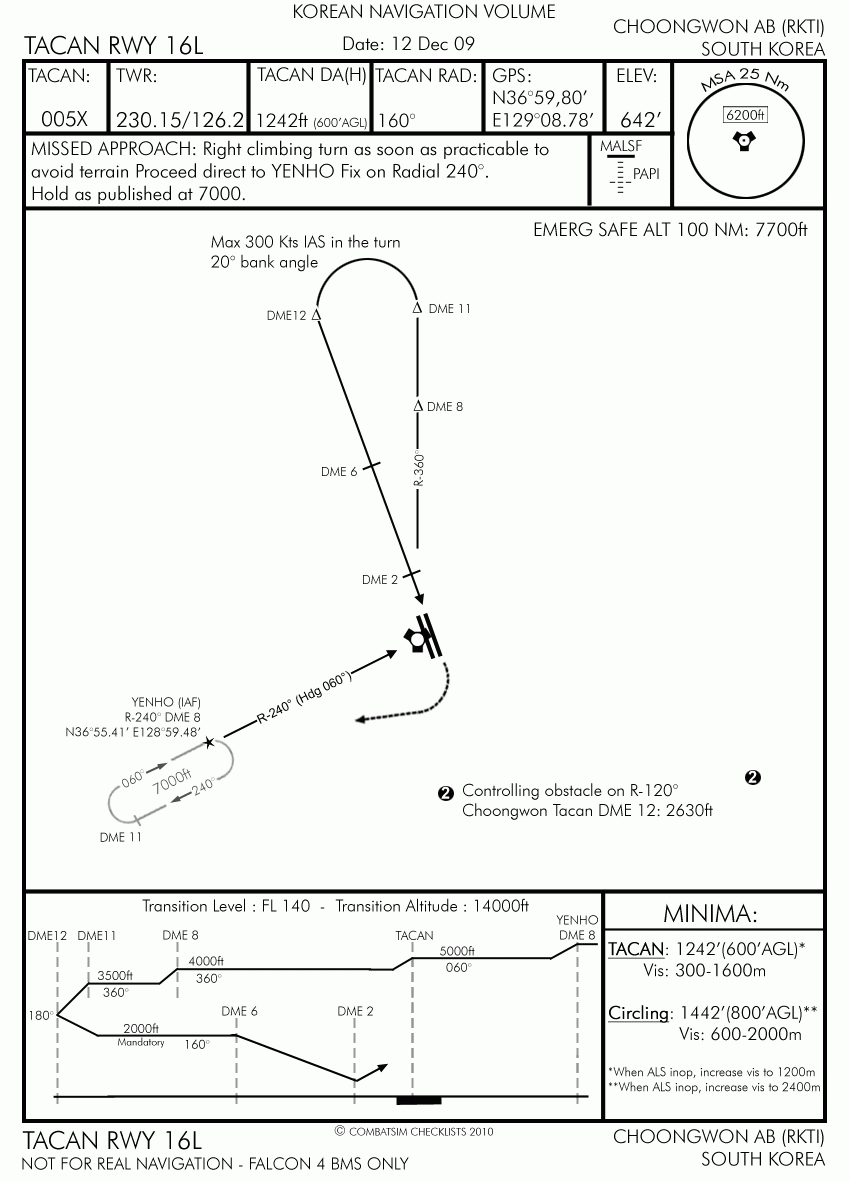 KOREAN NAVIGATION VOLUME
TACAN RWY 16L
Date: 12 Dec 09
CHOONGWON AB (RKTI)
SOUTH KOREA
TACAN:
005X
TWR:
230.15/126.2
TACAN DA(H)
1242ft (600'AGL)
TACAN RAD:
160°
GPS:
N36°59,80'
E129°08.78'
ELEV:
642'
MSA 25 Nm
6200ft
MISSED APPROACH: Right climbing turn as soon as practicable to
avoid terrain Proceed direct to YENHO Fix on Radial 240°.
Hold as published at 7000.
MALSF
PAPI
EMERG SAFE ALT 100 NM: 7700ft
Max 300 Kts IAS in the turn
20° bank angle
DME12
DME 11
DME 8
R-360°
DME 6
DME 2
YENHO (IAF)
R-240° DME 8
N36°55.41' E128°59.48'
R-240° (Hdg 060°)
060°
7000ft
240°
DME 11
2
2 Controlling obstacle on R-120°
Choongwon Tacan DME 12: 2630ft
Transition Level : FL 140 - Transition Altitude : 14000ft
DME12
DME11
DME 8
TACAN
YENHO
DME 8
3500ft
360°
4000ft
360°
5000ft
060°
180°
2000ft
Mandatory
160°
DME 6
DME 2
MINIMA:
TACAN: 1242'(600'AGL)*
Vis: 300-1600m
Circling: 1442'(800'AGL)**
Vis: 600-2000m
*When ALS inop, increase vis to 1200m
**When ALS inop, increase vis to 2400m
© COMBATSIM CHECKLISTS 2010
TACAN RWY 16L
NOT FOR REAL NAVIGATION - FALCON 4 BMS ONLY
CHOONGWON AB (RKTI)
SOUTH KOREA